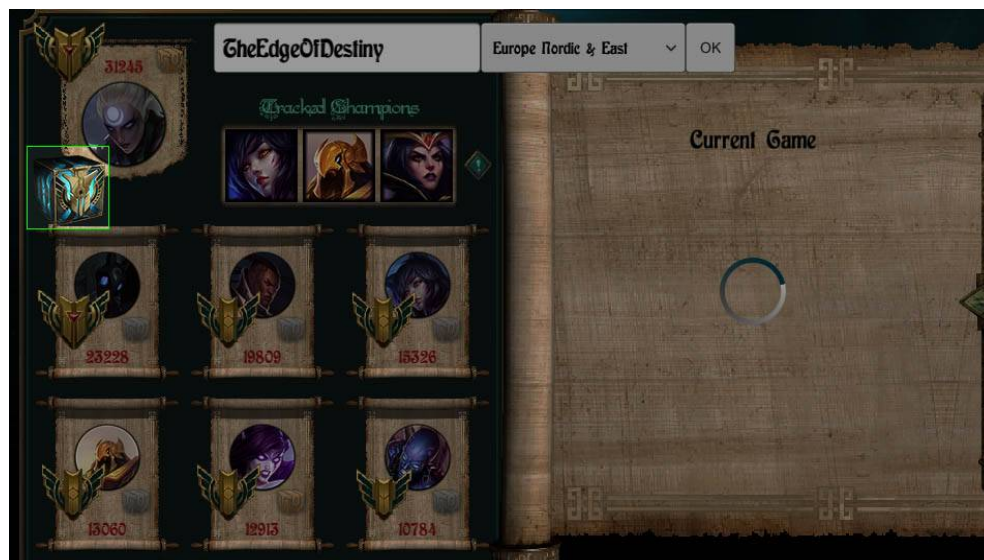 TheEdgeOfDestiny
Europe Nordic & East
OK
31245
Tracked Champions
Current Game
23228
19809
15326
13060
12913
10784